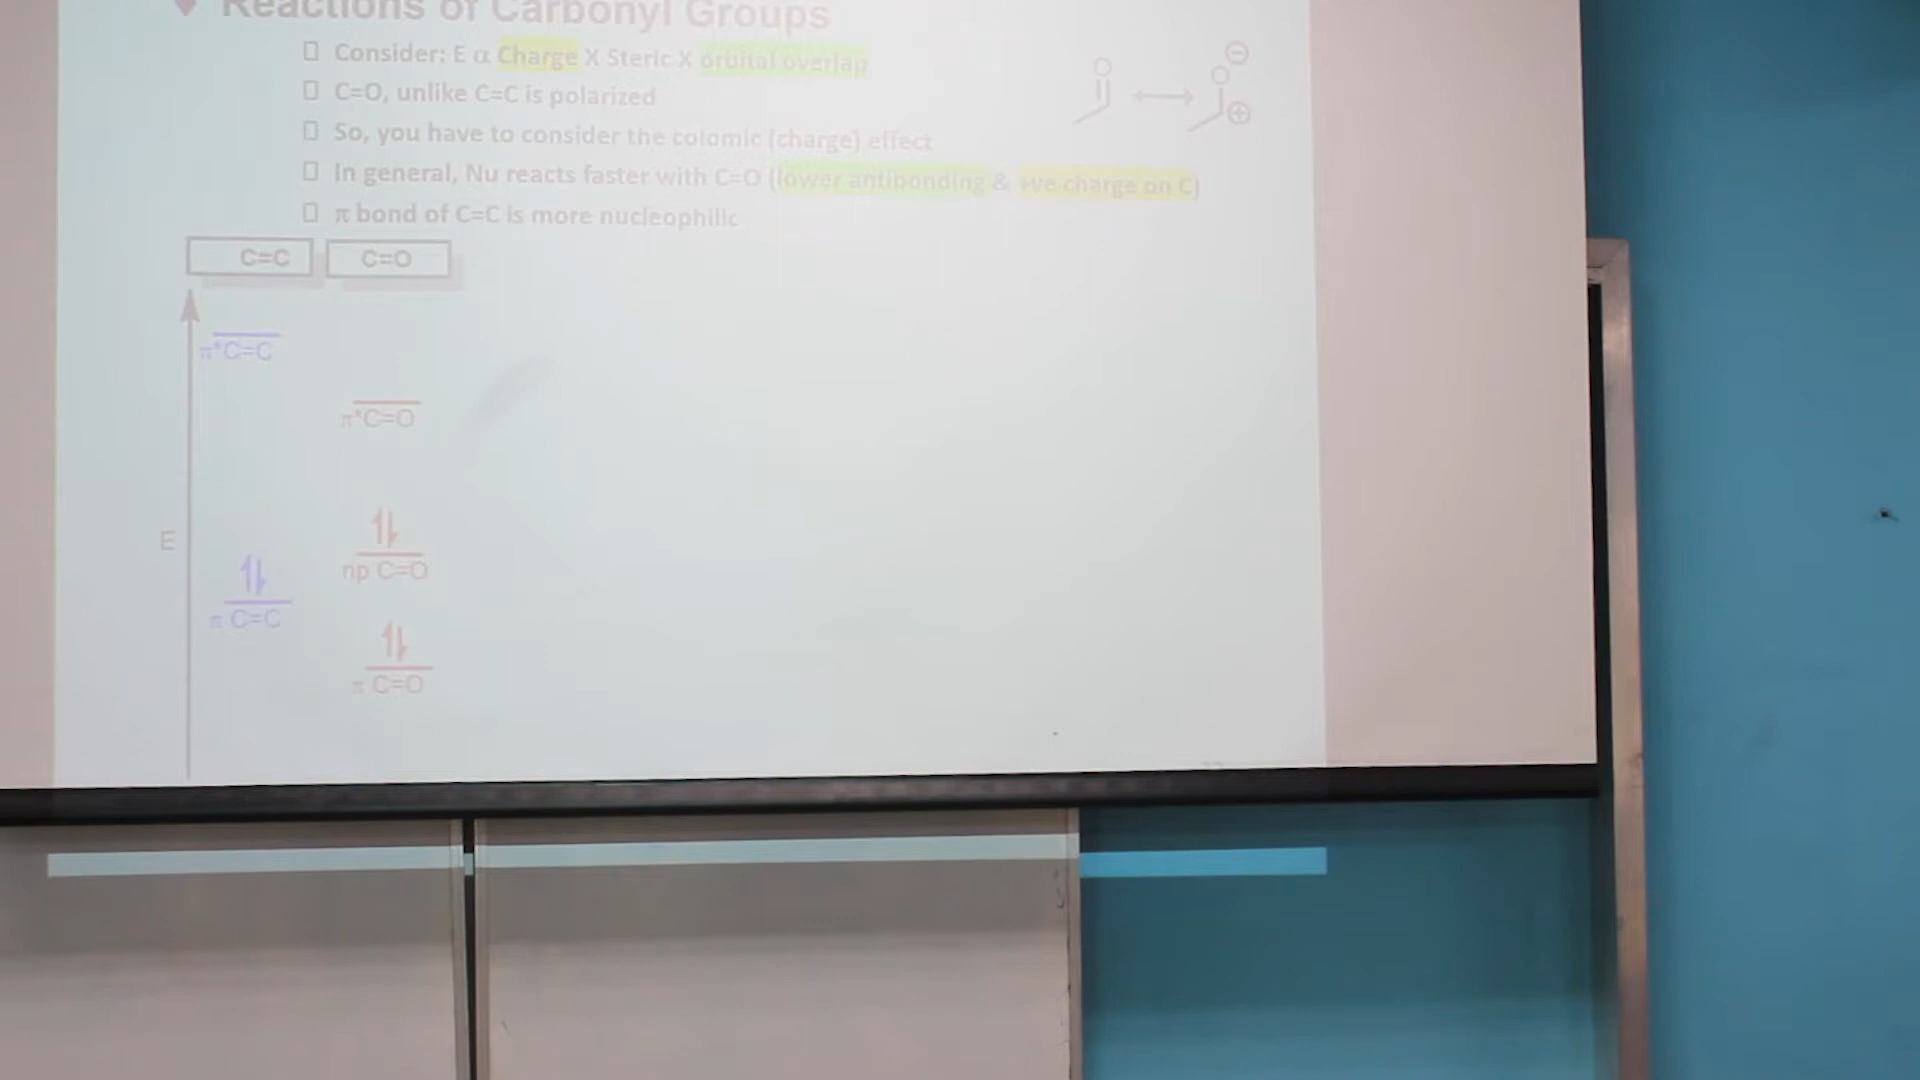 Reactions of Carbonyl Groups
Consider: E α Charge X Steric X orbital overlap
C=O, unlike C=C is polarized
So, you have to consider the colomic (charge) effect
In general, Nu reacts faster with C=O (lower antibonding & +ve charge on C)
π bond of C=C is more nucleophilic
O
O
C=C C=O
π*C=C
π*C=O
E
np C=O
π C=C
π C=O